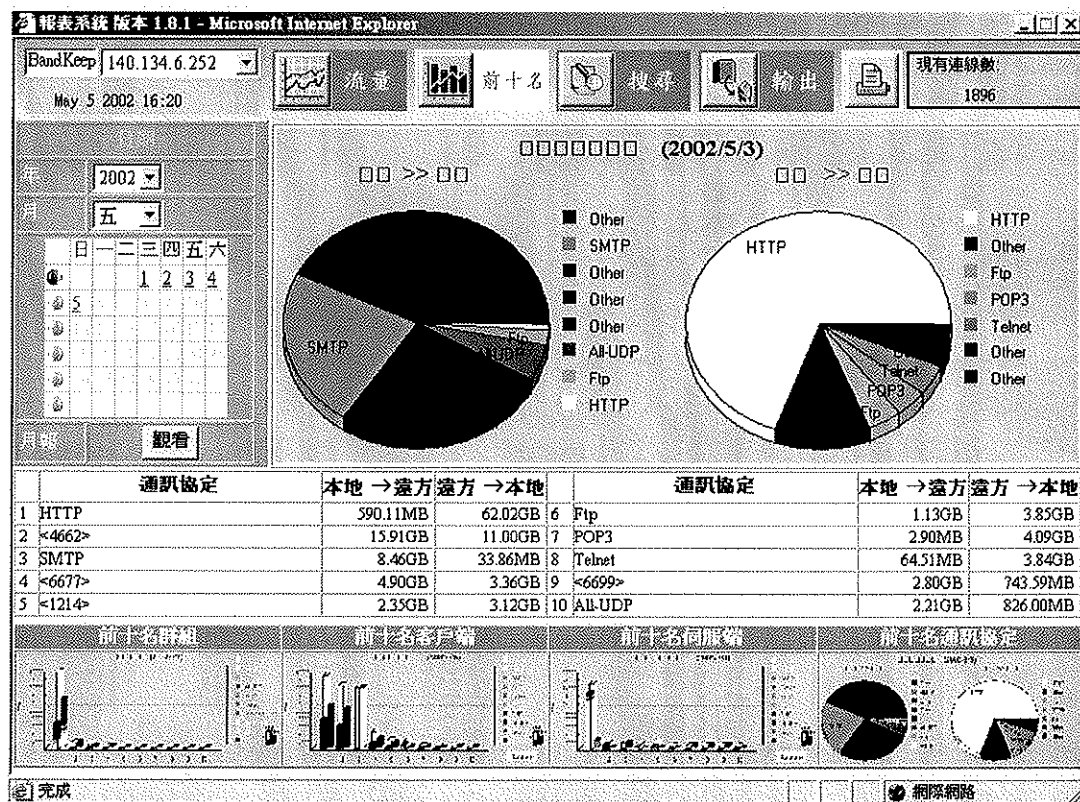 報表系統 版本 1.8.1 - Microsoft Internet Explorer
BandKeep 140.134.6.252
May 5 2002 16:20
流量
前十名
搜尋
輸出
現有連線數:
1896
年 2002
月 五
日 一 二 三 四 五 六
1 2 3 4
5
月報 觀看
(2002/5/3)
>>
>>
Other
SMTP
Other
Other
Other
All-UDP
Ftp
HTTP
SMTP
Ftp
All-UDP
HTTP
Telnet
POP3
Ftp
HTTP
Other
Ftp
POP3
Telnet
Other
Other
通訊協定 本地 →遠方 遠方 →本地 通訊協定 本地 →遠方 遠方 →本地
1 HTTP 590.11MB 62.02GB 6 Ftp 1.13GB 3.85GB
2 <4662> 15.91GB 11.00GB 7 POP3 2.90MB 4.09GB
3 SMTP 8.46GB 33.86MB 8 Telnet 64.51MB 3.84GB
4 <6677> 4.90GB 3.36GB 9 <6699> 2.80GB 743.59MB
5 <1214> 2.35GB 3.12GB 10 All-UDP 2.21GB 826.00MB
前十名群組 前十名客戶端 前十名伺服端 前十名通訊協定
完成
網際網路